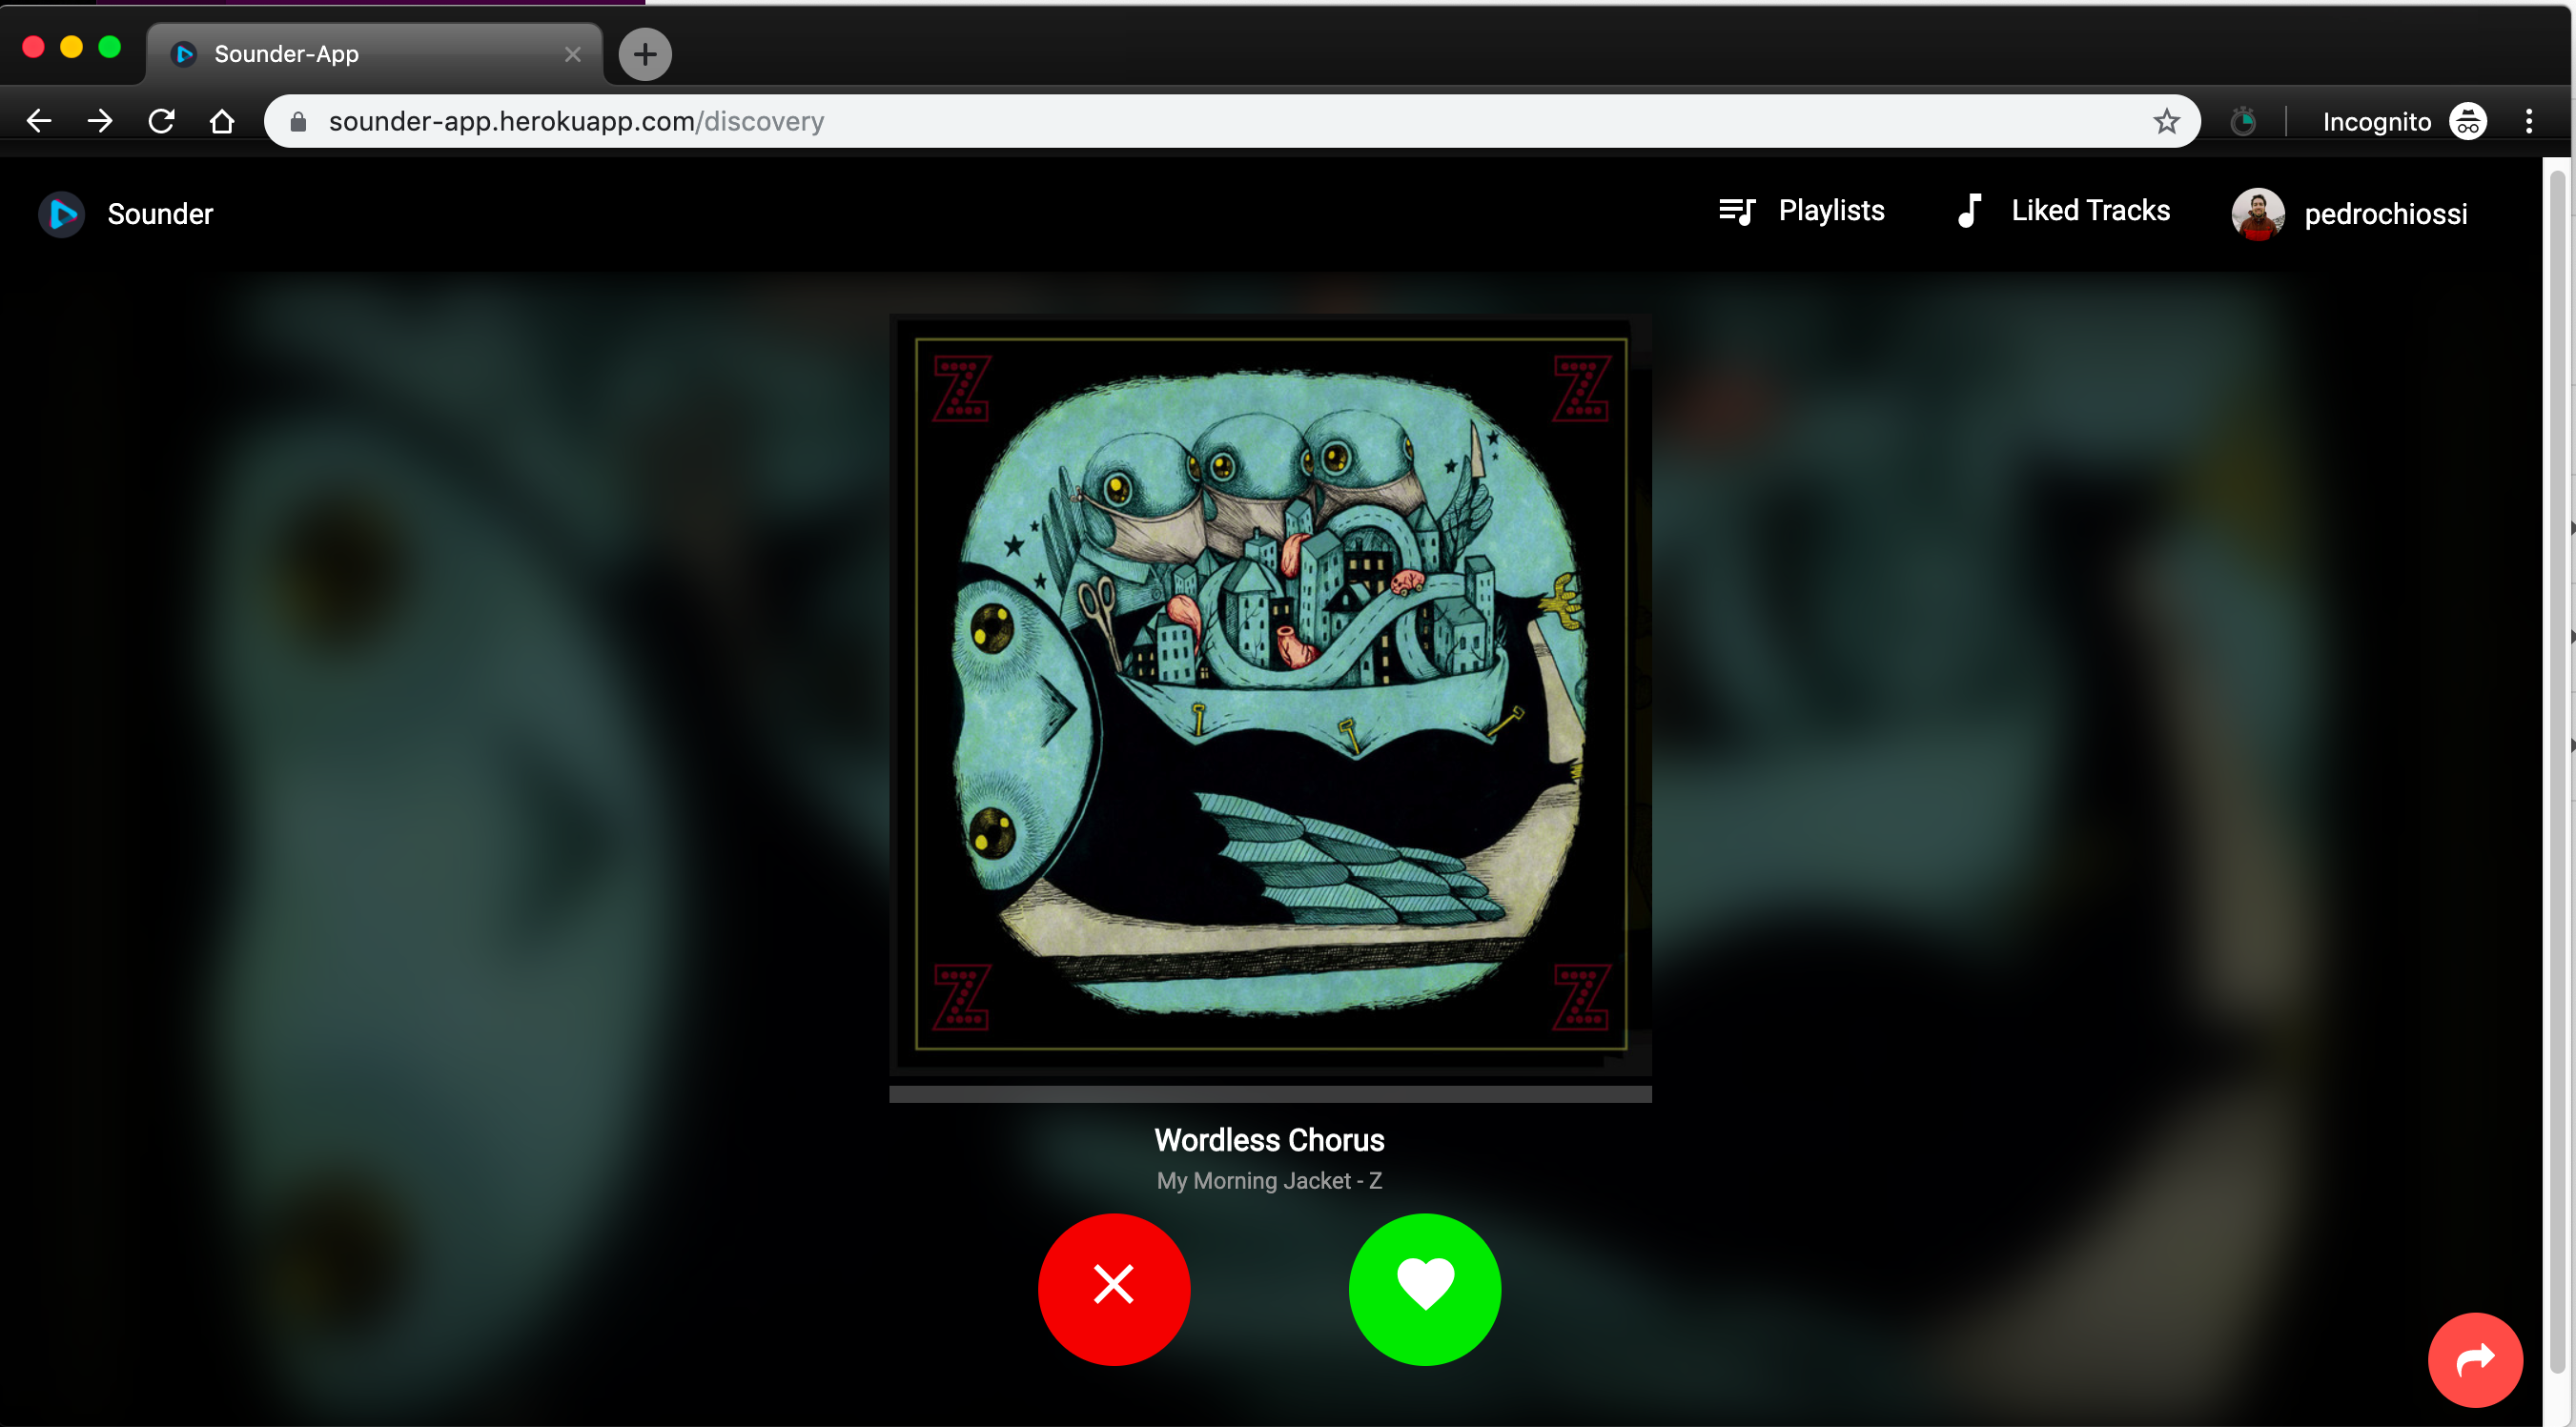 Sounder-App
sounder-app.herokuapp.com/discovery
Incognito
Sounder
Playlists
Liked Tracks
pedrochiossi
Z Z
Z Z
Wordless Chorus
My Morning Jacket - Z